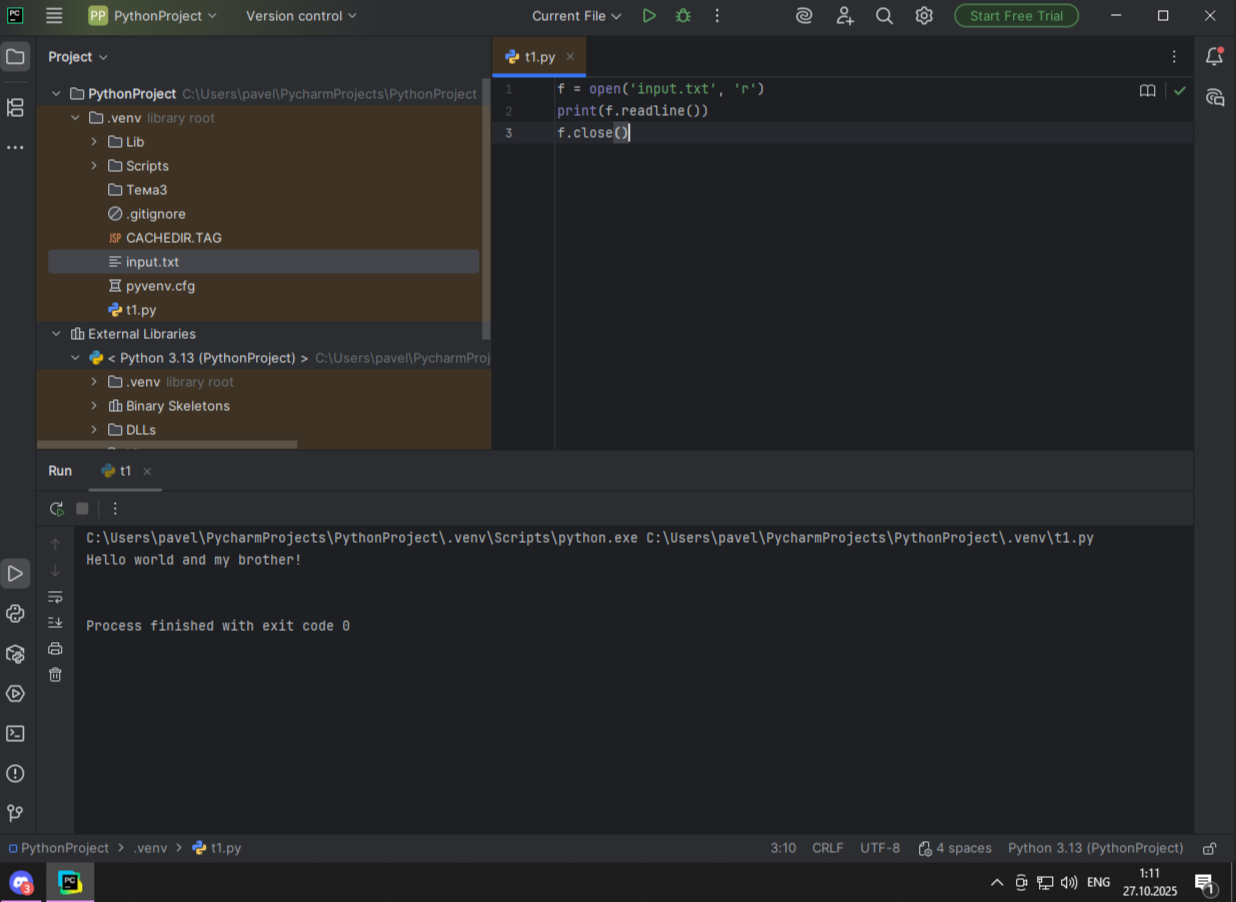 PC PP PythonProject Version control Current File Start Free Trial
Project
t1.py
PythonProject C:\Users\pavel\PycharmProjects\PythonProject
.venv library root
Lib
Scripts
Тема3
.gitignore
JSP CACHEDIR.TAG
input.txt
pyvenv.cfg
t1.py
External Libraries
< Python 3.13 (PythonProject) > C:\Users\pavel\PycharmProj
.venv library root
Binary Skeletons
DLLs
1 f = open('input.txt', 'r')
2 print(f.readline())
3 f.close()
Run t1
C:\Users\pavel\PycharmProjects\PythonProject\.venv\Scripts\python.exe C:\Users\pavel\PycharmProjects\PythonProject\.venv\t1.py
Hello world and my brother!
Process finished with exit code 0
PythonProject > .venv > t1.py 3:10 CRLF UTF-8 4 spaces Python 3.13 (PythonProject)
3 PC ENG 1:11
27.10.2025 1